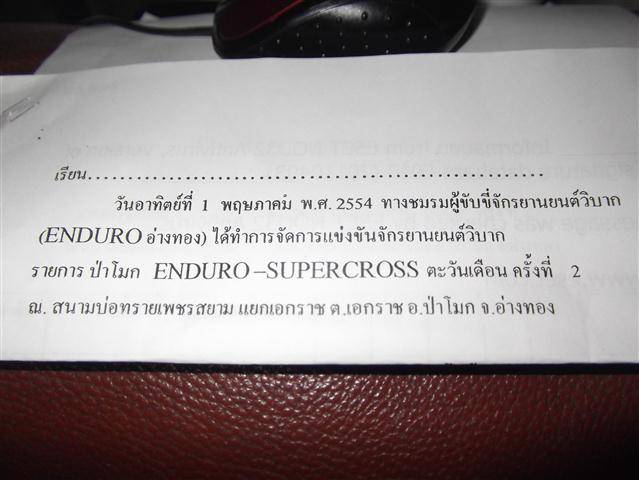 เรียน............................................................
วันอาทิตย์ที่ 1 พฤษภาคม พ.ศ. 2554 ทางชมรมผู้ขับขี่จักรยานยนต์วิบาก
(ENDURO อ่างทอง) ได้ทำการจัดการแข่งขันจักรยานยนต์วิบาก
รายการ ป่าโมก ENDURO –SUPERCROSS ตะวันเดือน ครั้งที่ 2
ณ. สนามบ่อทรายเพชรสยาม แยกเอกราช ต.เอกราช อ.ป่าโมก จ.อ่างทอง